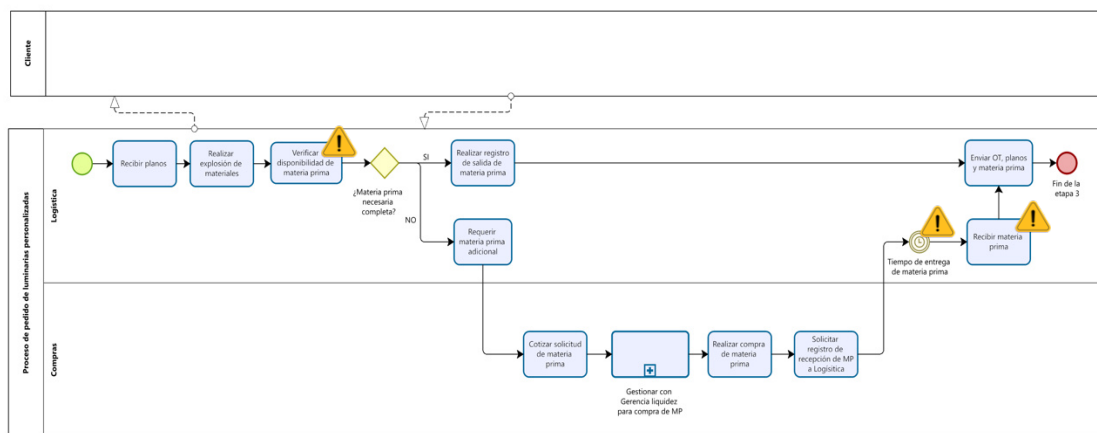 Cliente
Proceso de pedido de luminarias personalizadas
Logística
Recibir planos
Realizar
explosión de
materiales
Verificar
disponibilidad de
materia prima
¿Materia prima
necesaria
completa?
SI
NO
Realizar registro
de salida de
materia prima
Requerir
materia prima
adicional
Tiempo de entrega
de materia prima
Enviar OT, planos
y materia prima
Recibir materia
prima
Fin de la
etapa 3
Compras
Cotizar solicitud
de materia
prima
Gestionar con
Gerencia liquidez
para compra de MP
Realizar compra
de materia
prima
Solicitar
registro de
recepción de MP
a Logísitica